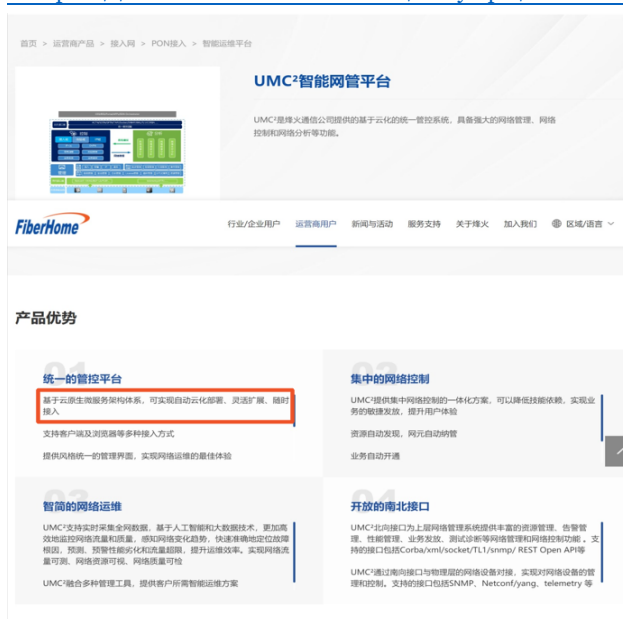 首页 > 运营商产品 > 接入网 > PON接入 > 智能运维平台
UMC²智能网管平台
UMC²是烽火通信公司提供的基于云化的统一管控系统，具备强大的网络管理、网络
控制和网络分析等功能。
FiberHome
行业/企业用户 运营商用户 新闻与活动 服务支持 关于烽火 加入我们 区域/语言
产品优势
01
统一的管控平台
基于云原生微服务架构体系，可实现自动云化部署、灵活扩展、随时
接入
支持客户端及浏览器等多种接入方式
提供风格统一的管理界面，实现网络运维的最佳体验
02
集中的网络控制
UMC²提供集中网络控制的一体化方案，可以降低技能依赖，实现业
务的敏捷发放，提升用户体验
资源自动发现，网元自动纳管
业务自动开通
03
智简的网络运维
UMC²支持实时采集全网数据，基于人工智能和大数据技术，更加高
效地监控网络流量和质量，感知网络变化趋势，快速准确地定位故障
根因，预测、预警性能劣化和流量超限，提升运维效率。实现网络流
量可测、网络资源可视、网络质量可检
UMC²融合多种管理工具，提供客户所需智能运维方案
04
开放的南北接口
UMC²北向接口为上层网络管理系统提供丰富的资源管理、告警管
理、性能管理、业务发放、测试诊断等网络管理和网络控制功能 。支
持的接口包括Corba/xml/socket/TL1/snmp/ REST Open API等
UMC²通过南向接口与物理层的网络设备对接，实现对网络设备的管
理和控制。支持的接口包括SNMP、Netconf/yang、telemetry 等